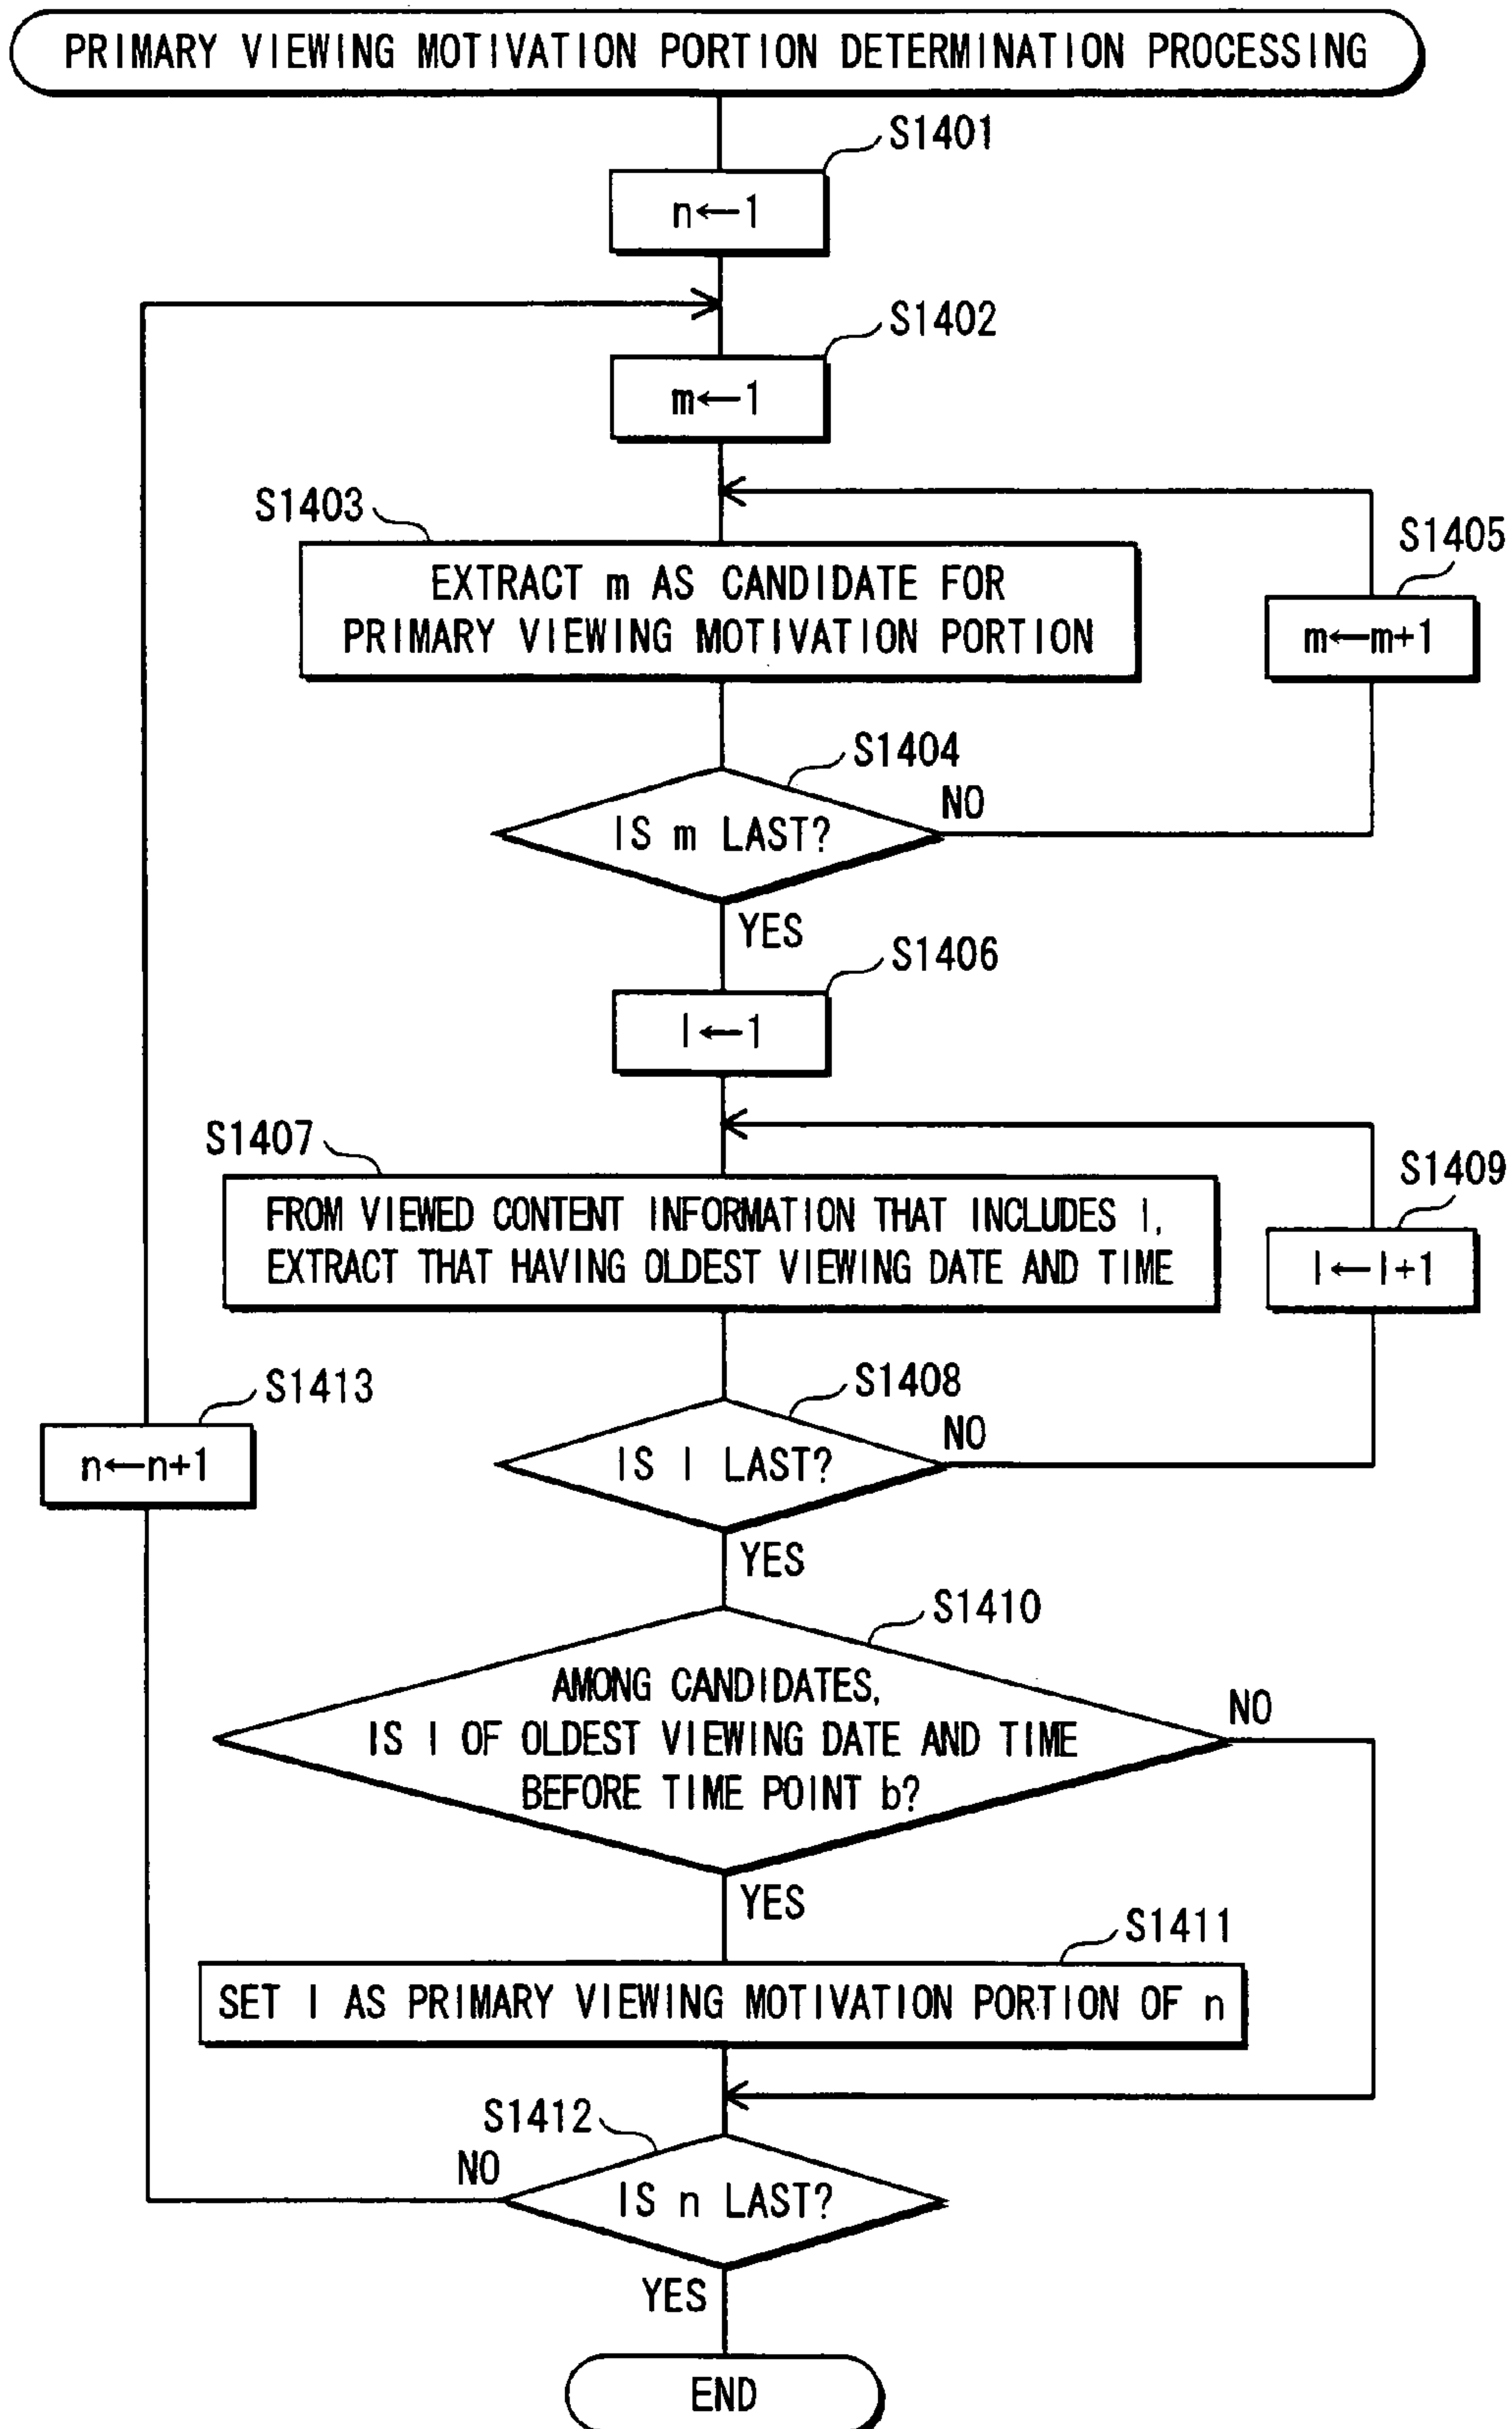 PRIMARY VIEWING MOTIVATION PORTION DETERMINATION PROCESSING
S1401
n←1
S1402
m←1
S1403
EXTRACT m AS CANDIDATE FOR
PRIMARY VIEWING MOTIVATION PORTION
S1405
m←m+1
S1404
IS m LAST?
NO
YES
S1406
l←1
S1407
FROM VIEWED CONTENT INFORMATION THAT INCLUDES l,
EXTRACT THAT HAVING OLDEST VIEWING DATE AND TIME
S1409
l←l+1
S1408
IS l LAST?
NO
YES
S1413
n←n+1
S1410
AMONG CANDIDATES,
IS l OF OLDEST VIEWING DATE AND TIME
BEFORE TIME POINT b?
NO
YES
S1411
SET l AS PRIMARY VIEWING MOTIVATION PORTION OF n
S1412
IS n LAST?
NO
YES
END